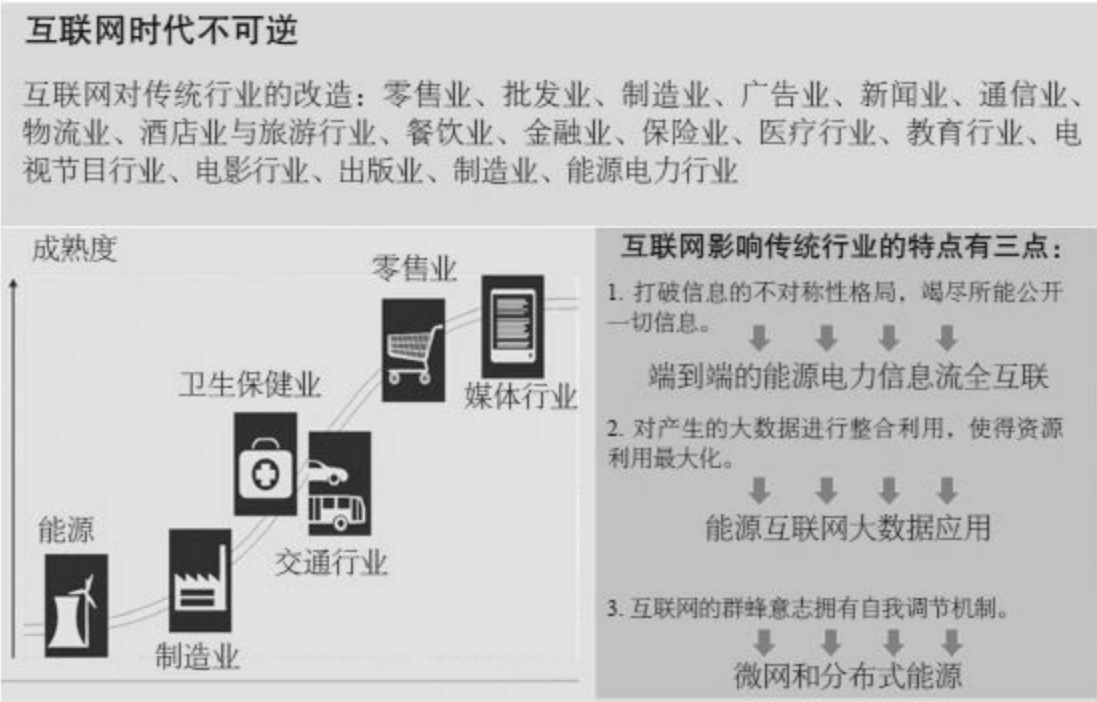 互联网时代不可逆
互联网对传统行业的改造：零售业、批发业、制造业、广告业、新闻业、通信业、
物流业、酒店业与旅游行业、餐饮业、金融业、保险业、医疗行业、教育行业、电
视节目行业、电影行业、出版业、制造业、能源电力行业
成熟度
零售业
媒体行业
卫生保健业
交通行业
能源
制造业
互联网影响传统行业的特点有三点：
1. 打破信息的不对称性格局，竭尽所能公开
一切信息。
端到端的能源电力信息流全互联
2. 对产生的大数据进行整合利用，使得资源
利用最大化。
能源互联网大数据应用
3. 互联网的群蜂意志拥有自我调节机制。
微网和分布式能源